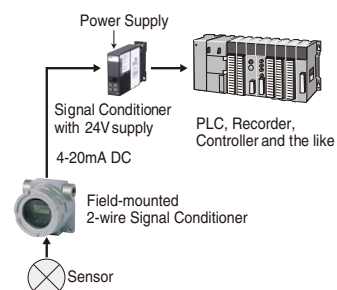 Power Supply
Signal Conditioner
with 24V supply
PLC, Recorder,
Controller and the like
4-20mA DC
Field-mounted
2-wire Signal Conditioner
Sensor